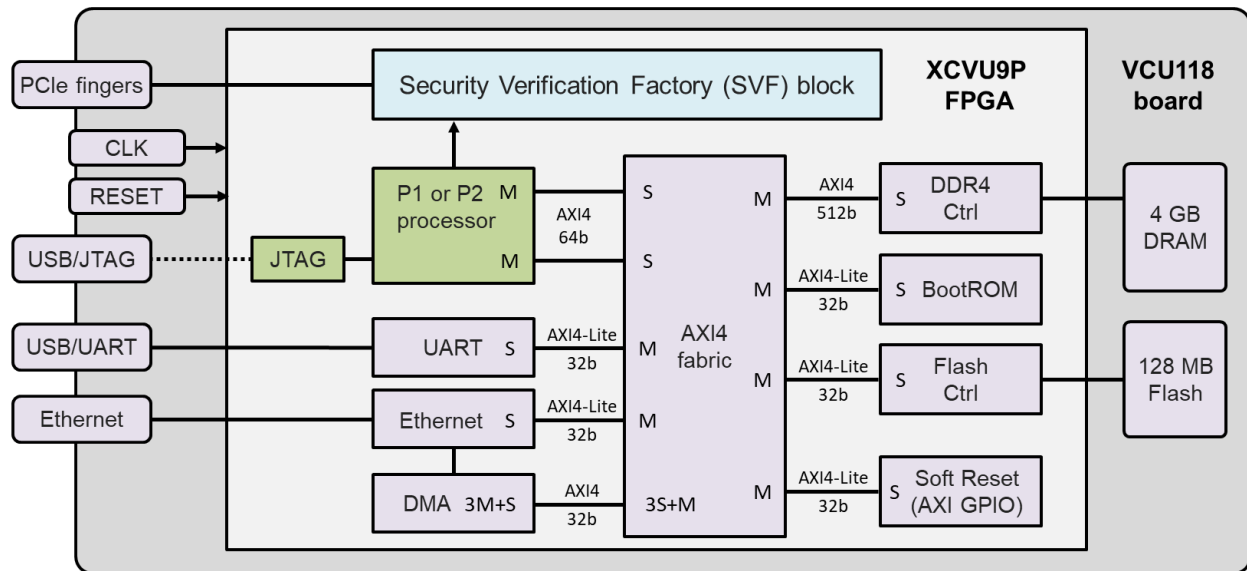 PCIe fingers
Security Verification Factory (SVF) block
XCVU9P
FPGA
VCU118
board
CLK
RESET
P1 or P2
processor
M
M
AXI4
64b
S
S
M
AXI4
512b
S
DDR4
Ctrl
4 GB
DRAM
USB/JTAG
JTAG
M
AXI4-Lite
32b
S
BootROM
AXI4
fabric
USB/UART
UART
S
AXI4-Lite
32b
M
M
AXI4-Lite
32b
S
Flash
Ctrl
128 MB
Flash
Ethernet
Ethernet
S
AXI4-Lite
32b
M
DMA
3M+S
AXI4
32b
3S+M
M
AXI4-Lite
32b
S
Soft Reset
(AXI GPIO)